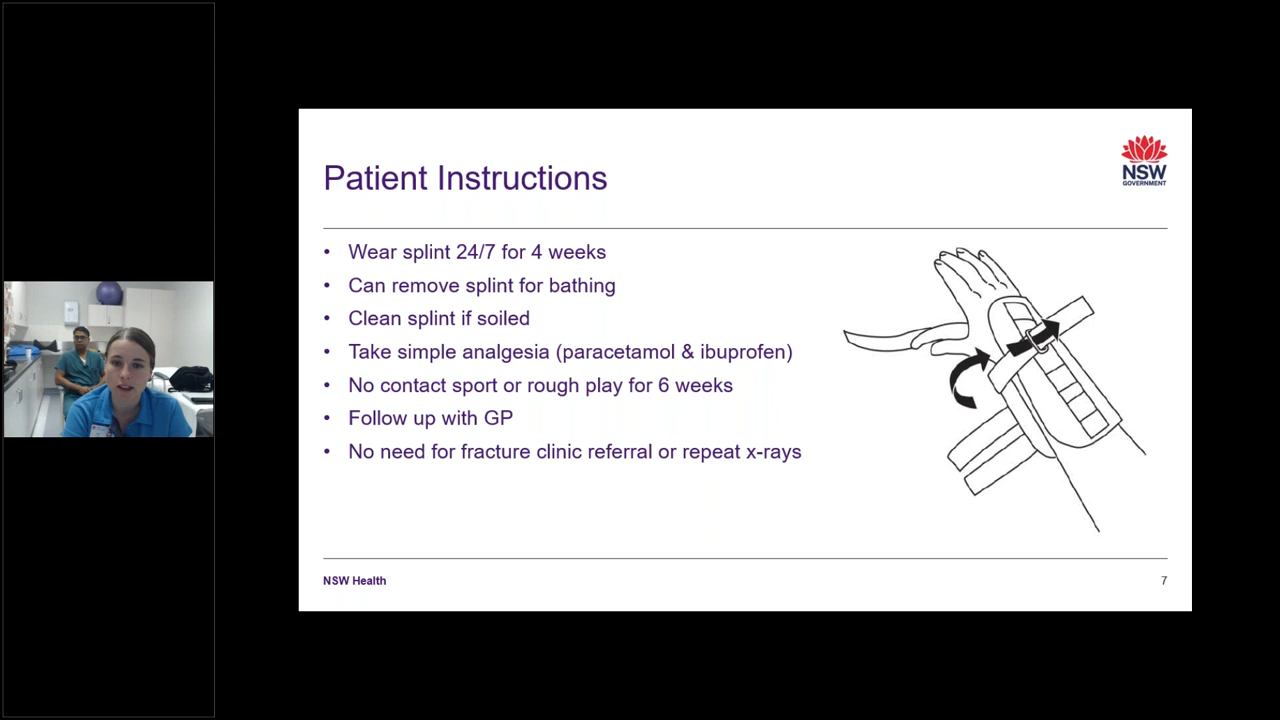 Patient Instructions
NSW
GOVERNMENT
• Wear splint 24/7 for 4 weeks
• Can remove splint for bathing
• Clean splint if soiled
• Take simple analgesia (paracetamol & ibuprofen)
• No contact sport or rough play for 6 weeks
• Follow up with GP
• No need for fracture clinic referral or repeat x-rays
NSW Health
7